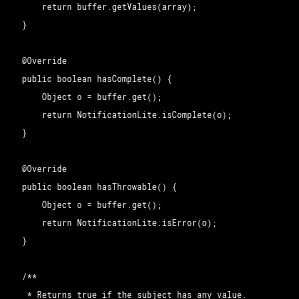 return buffer.getValues(array);
}
@Override
public boolean hasComplete() {
Object o = buffer.get();
return NotificationLite.isComplete(o);
}
@Override
public boolean hasThrowable() {
Object o = buffer.get();
return NotificationLite.isError(o);
}
/**
* Returns true if the subject has any value.